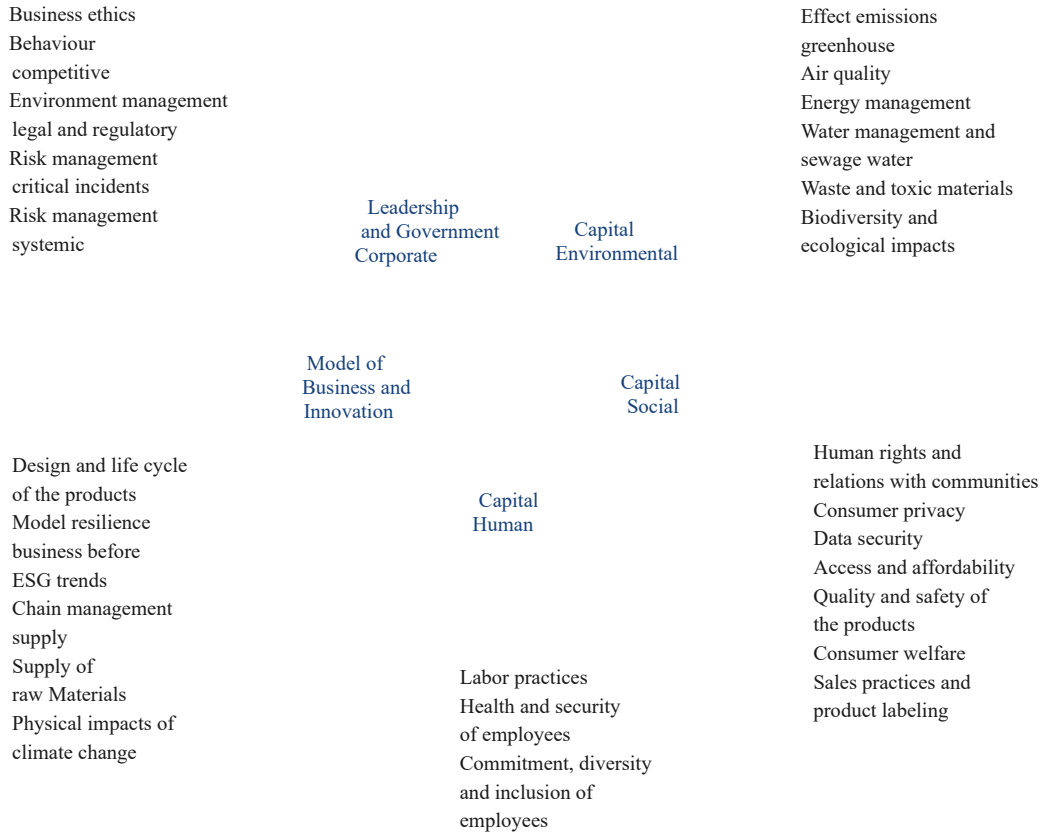 Business ethics
Behaviour
competitive
Environment management
legal and regulatory
Risk management
critical incidents
Risk management
systemic
Effect emissions
greenhouse
Air quality
Energy management
Water management and
sewage water
Waste and toxic materials
Biodiversity and
ecological impacts
Leadership
and Government
Corporate
Capital
Environmental
Model of
Business and
Innovation
Capital
Social
Capital
Human
Design and life cycle
of the products
Model resilience
business before
ESG trends
Chain management
supply
Supply of
raw Materials
Physical impacts of
climate change
Labor practices
Health and security
of employees
Commitment, diversity
and inclusion of
employees
Human rights and
relations with communities
Consumer privacy
Data security
Access and affordability
Quality and safety of
the products
Consumer welfare
Sales practices and
product labeling